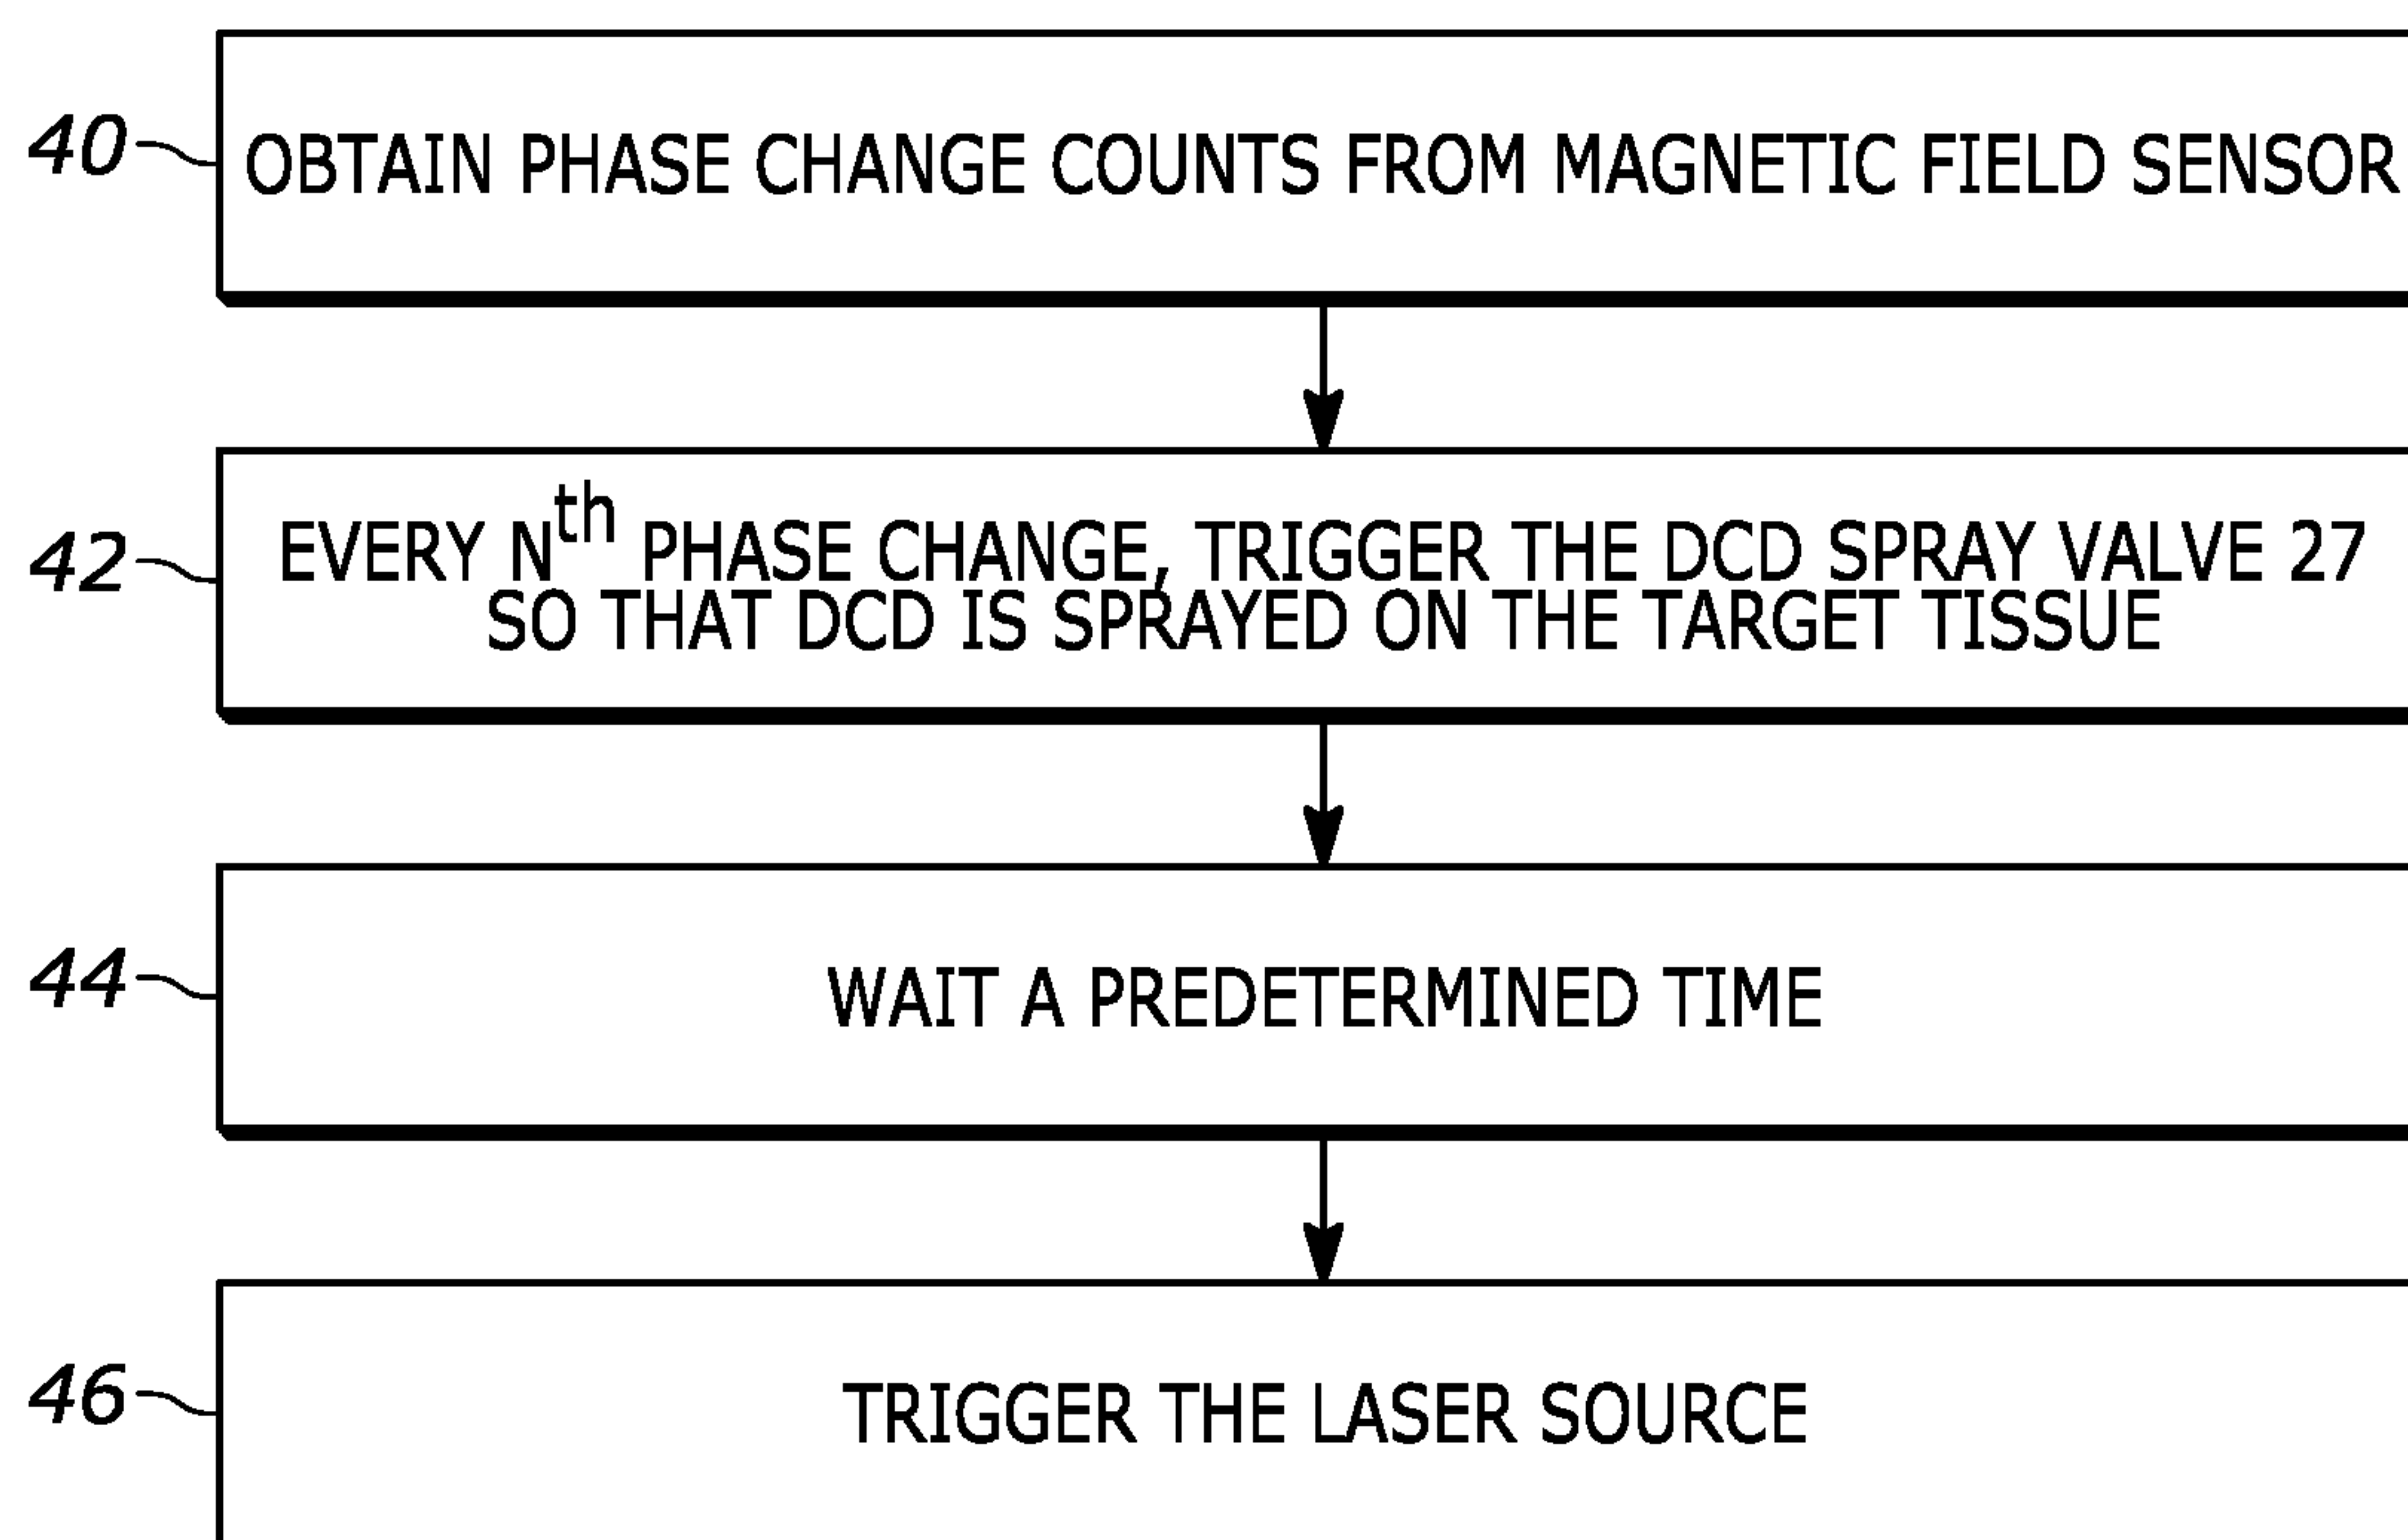 40
OBTAIN PHASE CHANGE COUNTS FROM MAGNETIC FIELD SENSOR
42
EVERY Nth PHASE CHANGE, TRIGGER THE DCD SPRAY VALVE 27
SO THAT DCD IS SPRAYED ON THE TARGET TISSUE
44
WAIT A PREDETERMINED TIME
46
TRIGGER THE LASER SOURCE